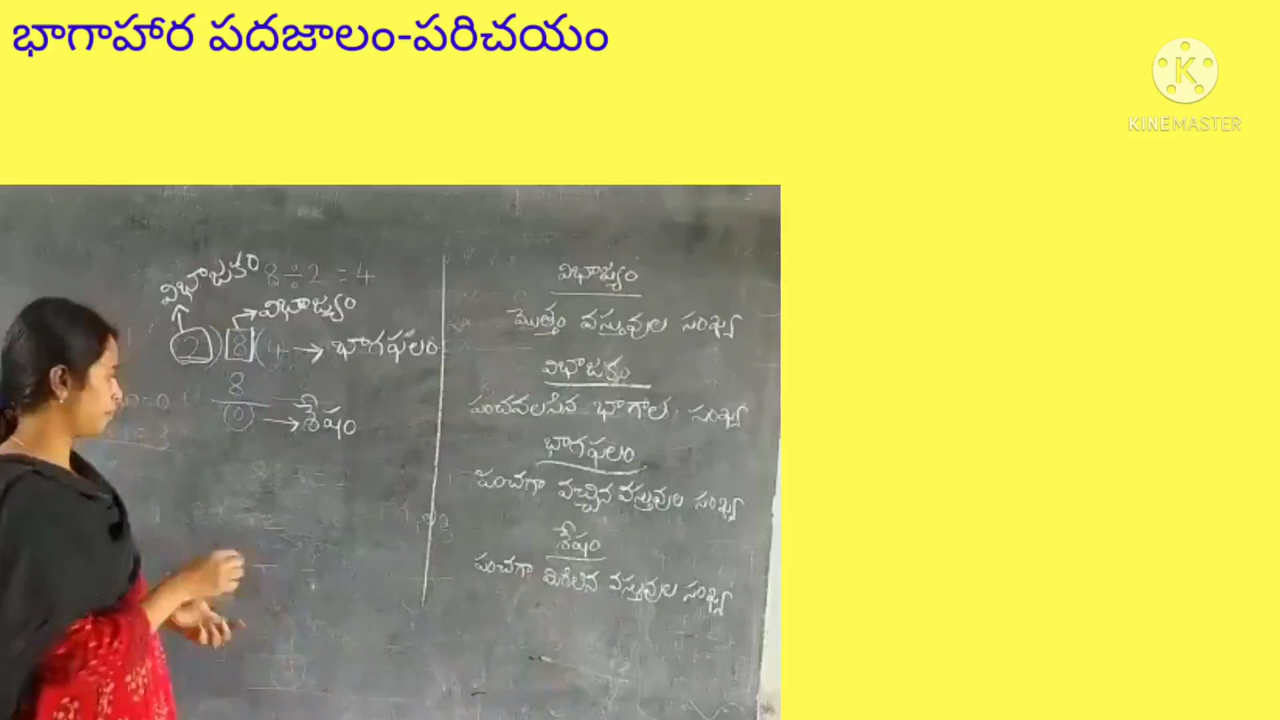 భాగాహార పదజాలం-పరిచయం
KINEMASTER
విభాజకం
8 ÷ 2 = 4
విభాజ్యం
2) 8 (4 → భాగఫలం
8
0 → శేషం
విభాజ్యం
మొత్తం వస్తువుల సంఖ్య
విభాజకం
పంచవలసిన భాగాల సంఖ్య
భాగఫలం
పంచగా వచ్చిన వస్తువుల సంఖ్య
శేషం
పంచగా మిగిలిన వస్తువుల సంఖ్య